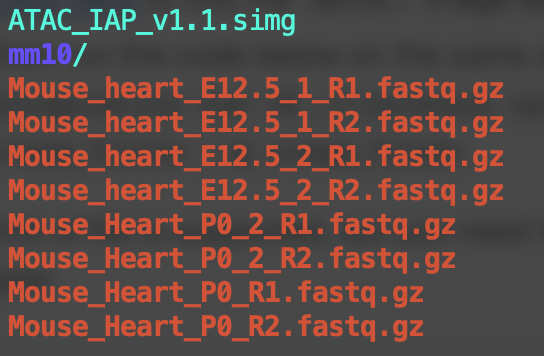 ATAC_IAP_v1.1.simg
mm10/
Mouse_heart_E12.5_1_R1.fastq.gz
Mouse_heart_E12.5_1_R2.fastq.gz
Mouse_heart_E12.5_2_R1.fastq.gz
Mouse_heart_E12.5_2_R2.fastq.gz
Mouse_Heart_P0_2_R1.fastq.gz
Mouse_Heart_P0_2_R2.fastq.gz
Mouse_Heart_P0_R1.fastq.gz
Mouse_Heart_P0_R2.fastq.gz